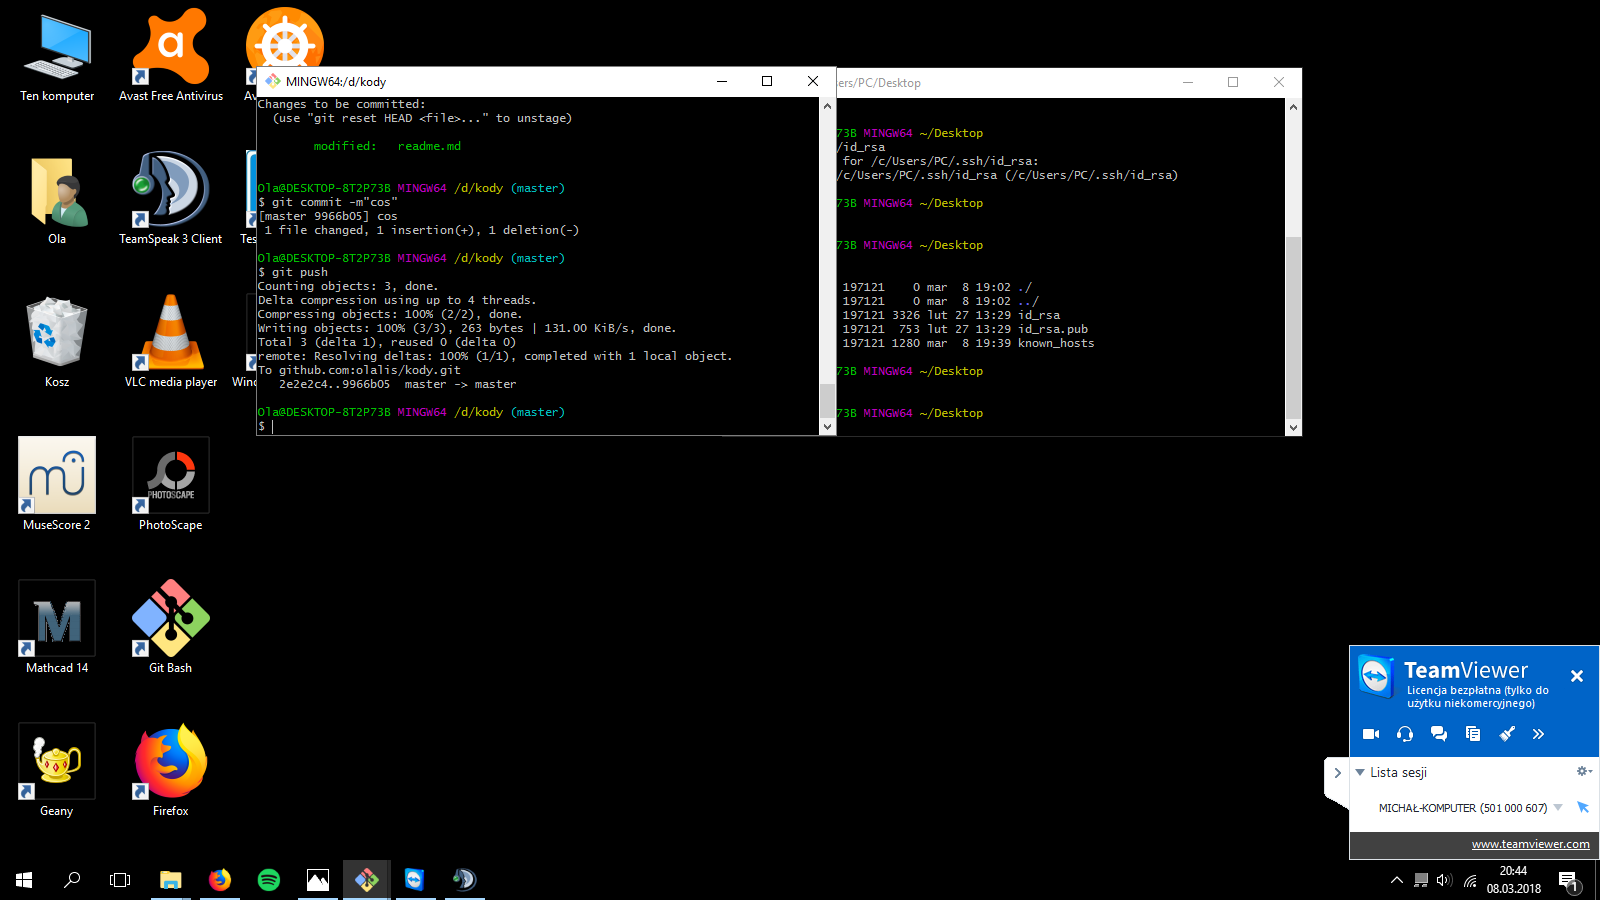 Ten komputer
Avast Free Antivirus
Av
Ola
TeamSpeak 3 Client
Tes
Kosz
VLC media player
Wind
MuseScore 2
PHOTOSCAPE
PhotoScape
Mathcad 14
Git Bash
Geany
Firefox
MINGW64:/d/kody
Changes to be committed:
(use "git reset HEAD <file>..." to unstage)
modified:   readme.md
Ola@DESKTOP-8T2P73B MINGW64 /d/kody (master)
$ git commit -m"cos"
[master 9966b05] cos
1 file changed, 1 insertion(+), 1 deletion(-)
Ola@DESKTOP-8T2P73B MINGW64 /d/kody (master)
$ git push
Counting objects: 3, done.
Delta compression using up to 4 threads.
Compressing objects: 100% (2/2), done.
Writing objects: 100% (3/3), 263 bytes | 131.00 KiB/s, done.
Total 3 (delta 1), reused 0 (delta 0)
remote: Resolving deltas: 100% (1/1), completed with 1 local object.
To github.com:olalis/kody.git
2e2e2c4..9966b05  master -> master
Ola@DESKTOP-8T2P73B MINGW64 /d/kody (master)
$
ers/PC/Desktop
73B MINGW64 ~/Desktop
/id_rsa
for /c/Users/PC/.ssh/id_rsa:
/c/Users/PC/.ssh/id_rsa (/c/Users/PC/.ssh/id_rsa)
73B MINGW64 ~/Desktop
73B MINGW64 ~/Desktop
197121    0 mar  8 19:02 ./
197121    0 mar  8 19:02 ../
197121 3326 lut 27 13:29 id_rsa
197121  753 lut 27 13:29 id_rsa.pub
197121 1280 mar  8 19:39 known_hosts
73B MINGW64 ~/Desktop
73B MINGW64 ~/Desktop
TeamViewer
Licencja bezpłatna (tylko do
użytku niekomercyjnego)
Lista sesji
MICHAŁ-KOMPUTER (501 000 607)
www.teamviewer.com
20:44
08.03.2018
1